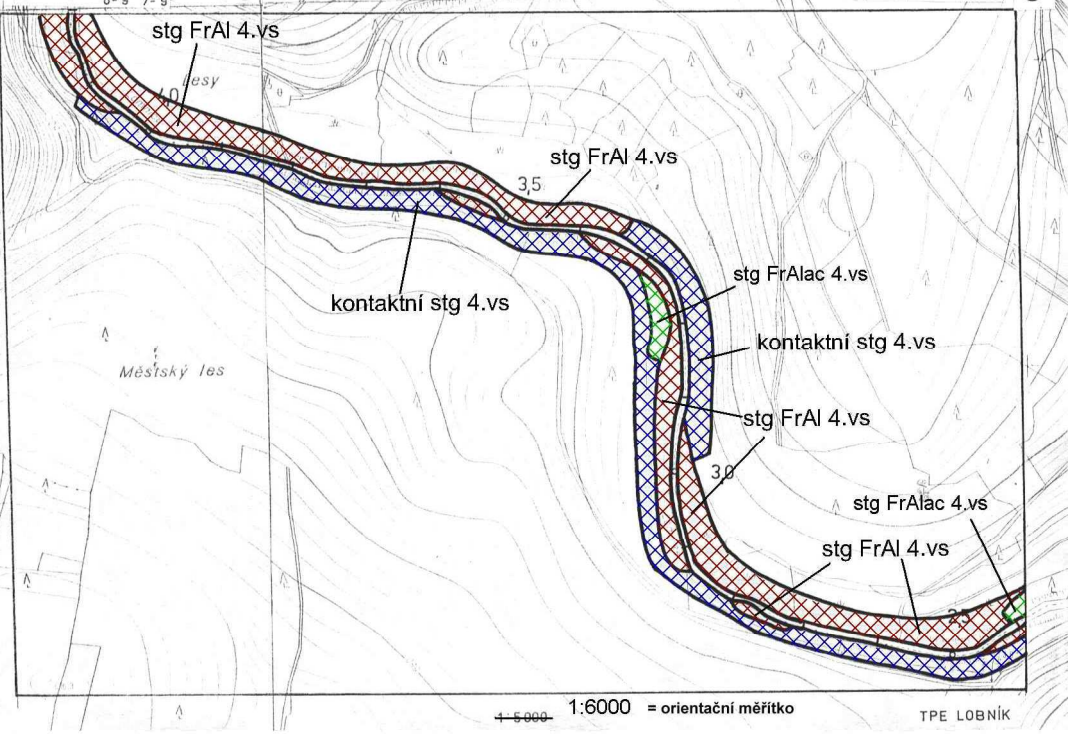 stg FrAl 4.vs
Lesy
4,0
stg FrAl 4.vs
3,5
stg FrAlac 4.vs
kontaktní stg 4.vs
kontaktní stg 4.vs
Městský les
stg FrAl 4.vs
3,0
stg FrAlac 4.vs
stg FrAl 4.vs
2,5
1:5000
1:6000 = orientační měřítko
TPE LOBNÍK